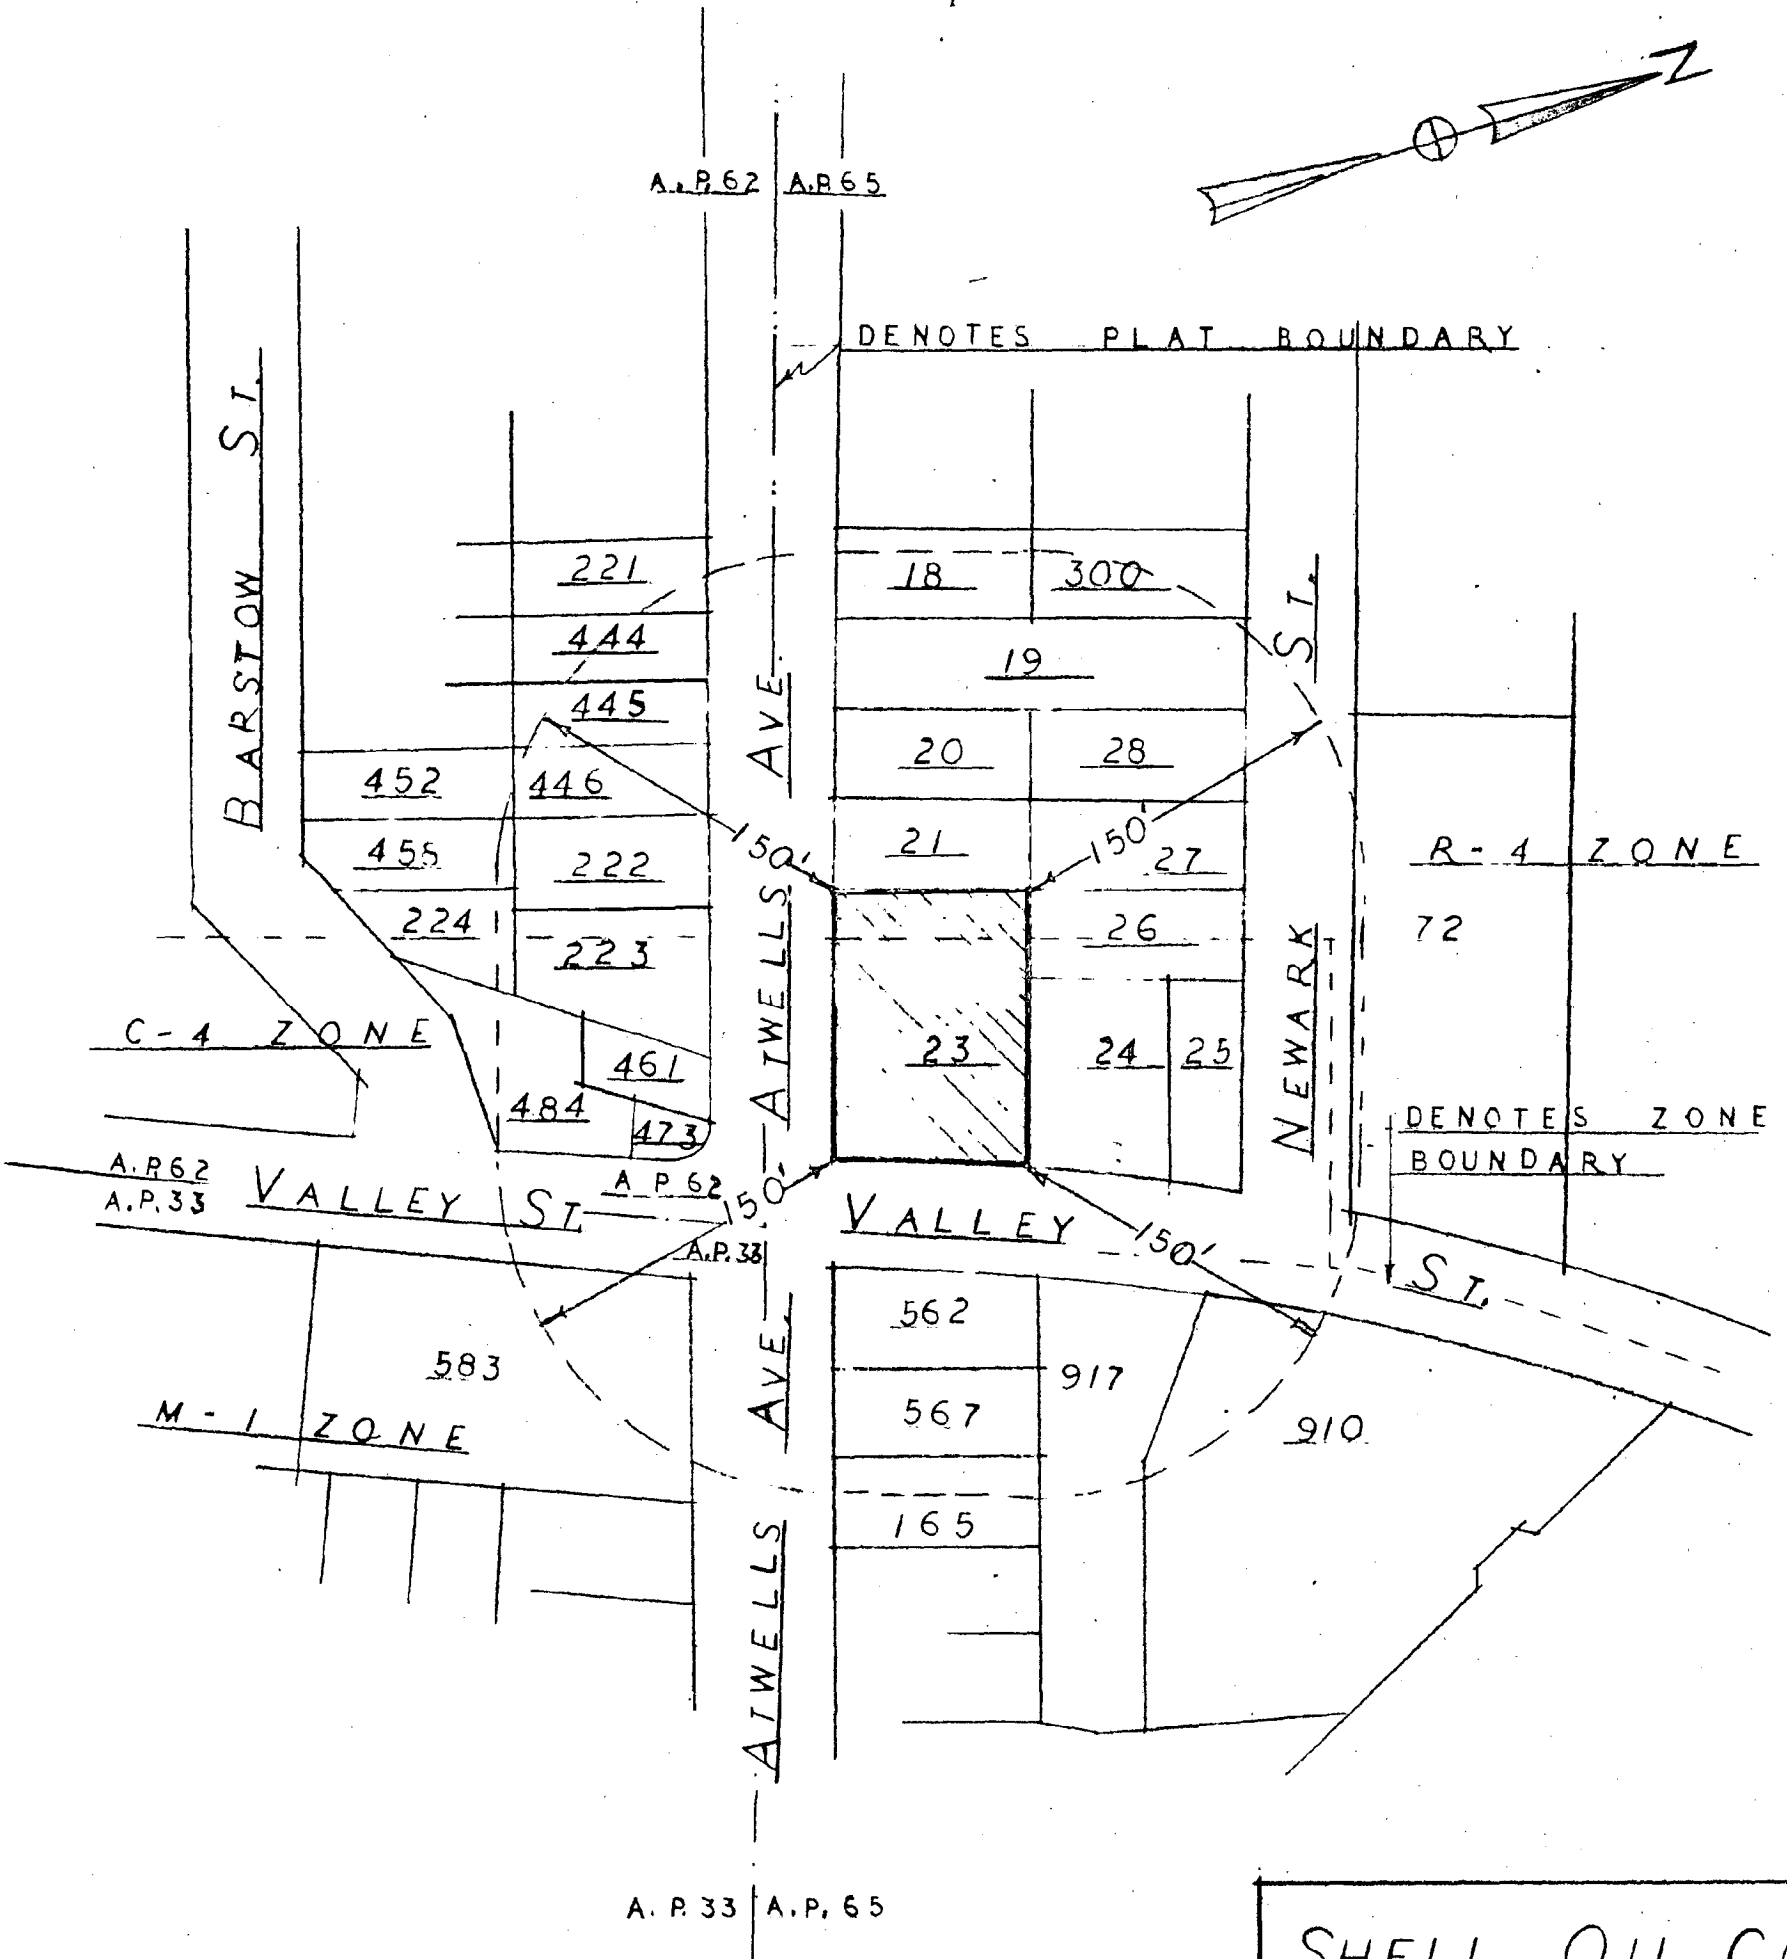 N
A.P.62 A.P.65
DENOTES PLAT BOUNDARY
BARSTOW ST.
221
18
300
444
19
ST.
445
AVE.
20
28
452
446
150'
150'
21
27
R-4 ZONE
455
222
224
223
26
72
ATWELLS
NEWARK
C-4 ZONE
461
23
24
25
484
473
DENOTES ZONE
BOUNDARY
A.P.62
A.P.33
VALLEY ST.
A P 62
150'
A.P.33
VALLEY
150'
ST.
562
583
917
AVE.
567
M-1 ZONE
910
165
ATWELLS
A.P.33 A.P.65
SHELL OIL